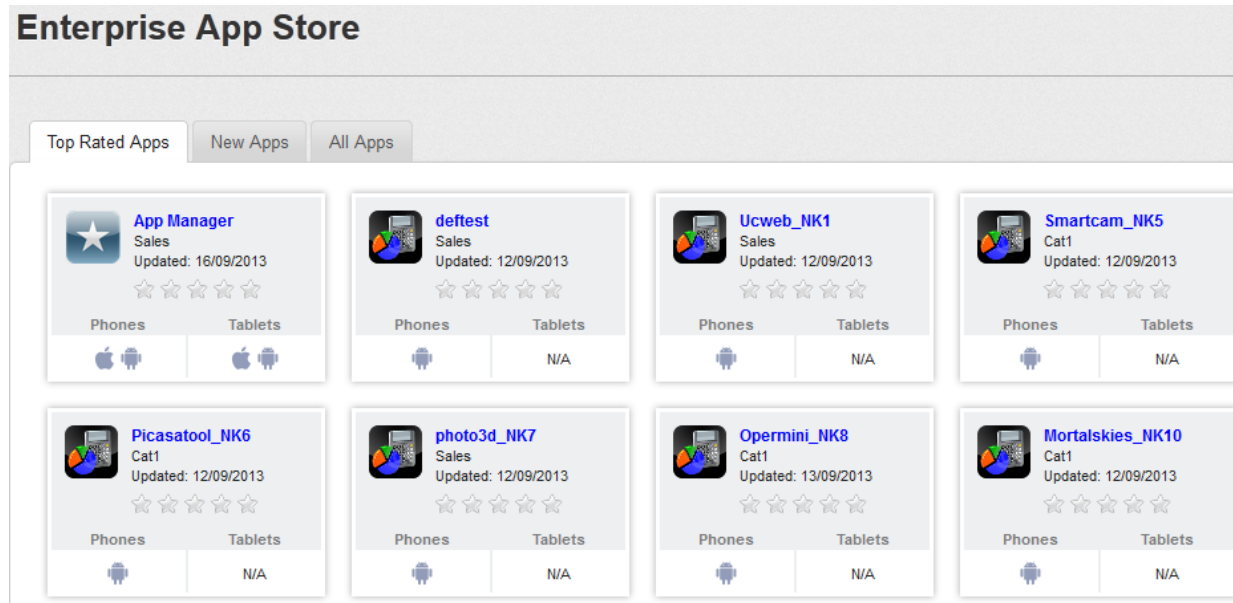 Enterprise App Store
Top Rated Apps New Apps All Apps
App Manager
Sales
Updated: 16/09/2013
Phones Tablets
deftest
Sales
Updated: 12/09/2013
Phones Tablets
N/A
Ucweb_NK1
Sales
Updated: 12/09/2013
Phones Tablets
N/A
Smartcam_NK5
Cat1
Updated: 12/09/2013
Phones Tablets
N/A
Picasatool_NK6
Cat1
Updated: 12/09/2013
Phones Tablets
N/A
photo3d_NK7
Sales
Updated: 12/09/2013
Phones Tablets
N/A
Opermini_NK8
Cat1
Updated: 13/09/2013
Phones Tablets
N/A
Mortalskies_NK10
Cat1
Updated: 12/09/2013
Phones Tablets
N/A